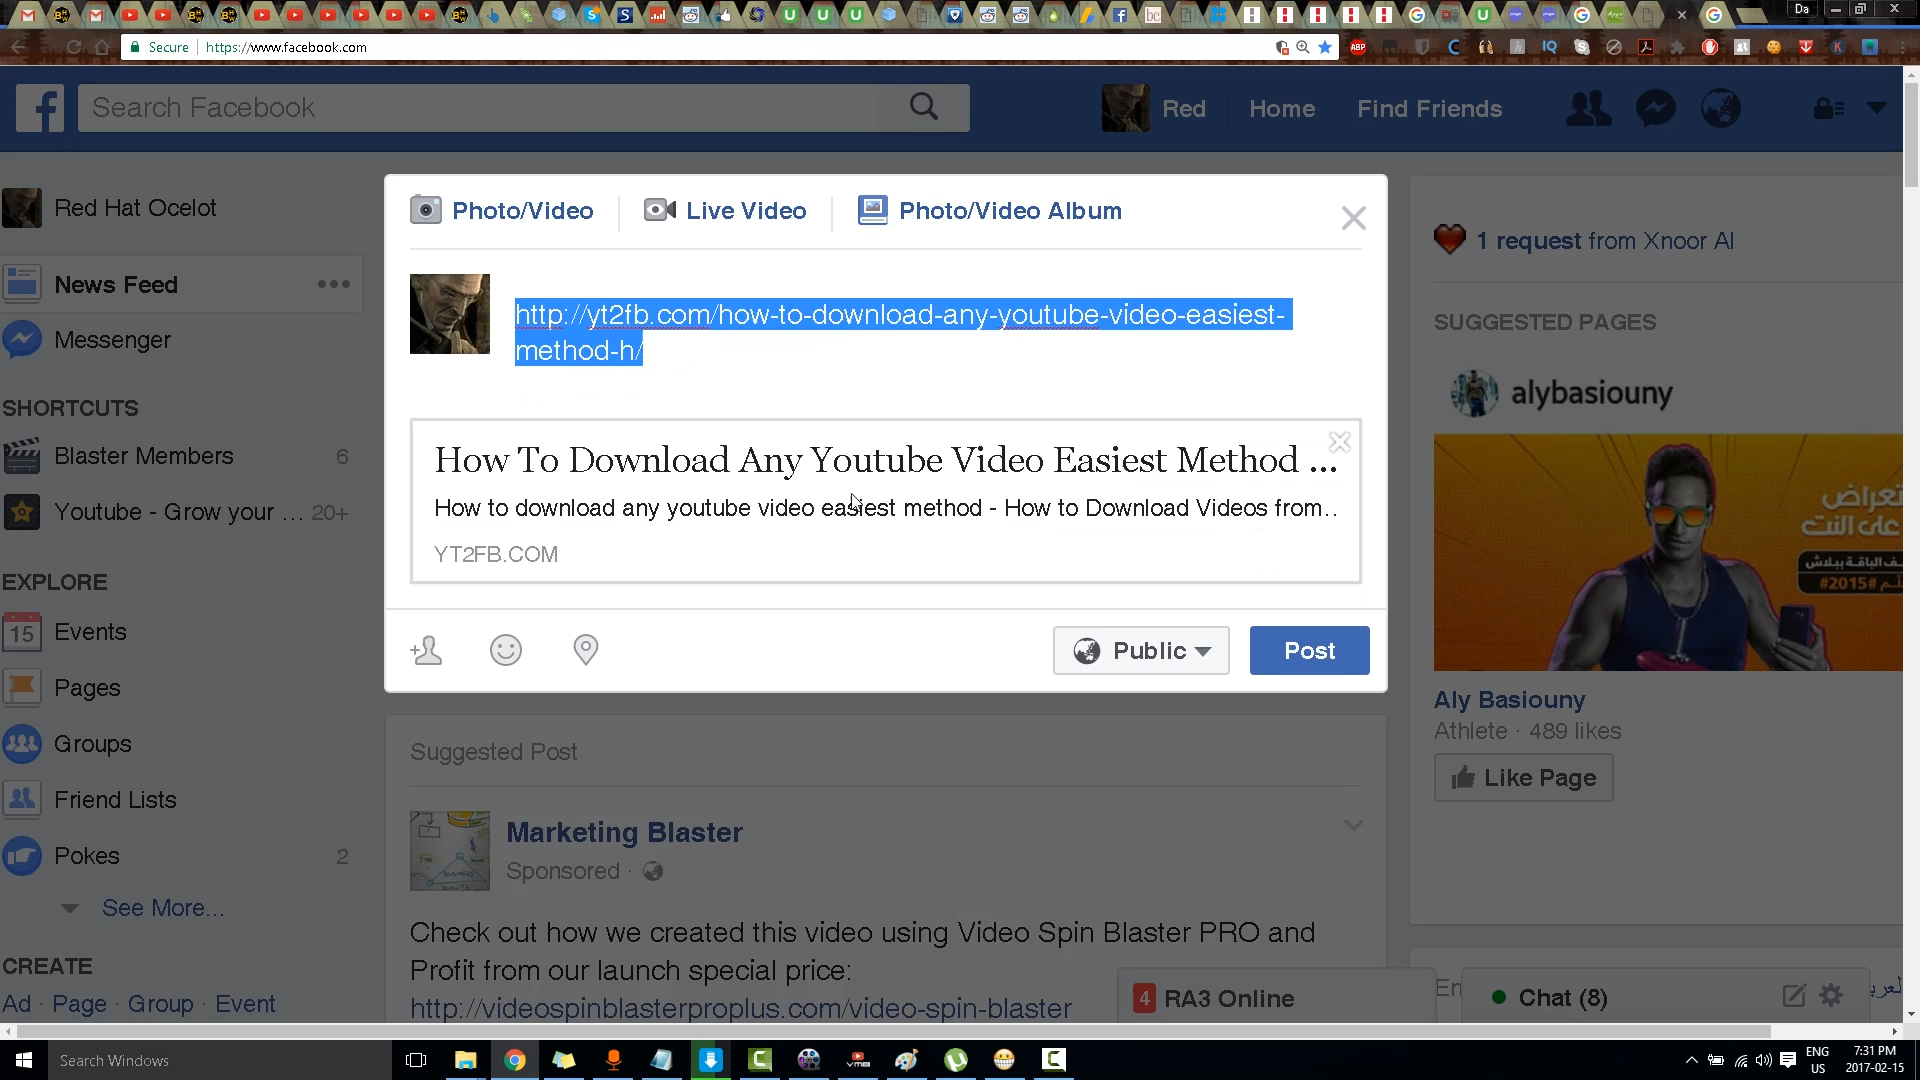 Da
Secure
https://www.facebook.com
ABP
IQ
Search Facebook
Red
Home
Find Friends
Red Hat Ocelot
News Feed
Messenger
SHORTCUTS
Blaster Members 6
Youtube - Grow your ... 20+
EXPLORE
15 Events
Pages
Groups
Friend Lists
Pokes 2
See More...
CREATE
Ad · Page · Group · Event
Photo/Video
Live Video
Photo/Video Album
http://yt2fb.com/how-to-download-any-youtube-video-easiest-
method-h/
How To Download Any Youtube Video Easiest Method ...
How to download any youtube video easiest method - How to Download Videos from..
YT2FB.COM
Public
Post
Suggested Post
Marketing Blaster
Sponsored ·
Check out how we created this video using Video Spin Blaster PRO and
Profit from our launch special price:
http://videospinblasterproplus.com/video-spin-blaster
1 request from Xnoor Al
SUGGESTED PAGES
alybasiouny
على النت
#2015#
Aly Basiouny
Athlete · 489 likes
Like Page
4 RA3 Online
En
Chat (8)
Search Windows
ENG
US
7:31 PM
2017-02-15